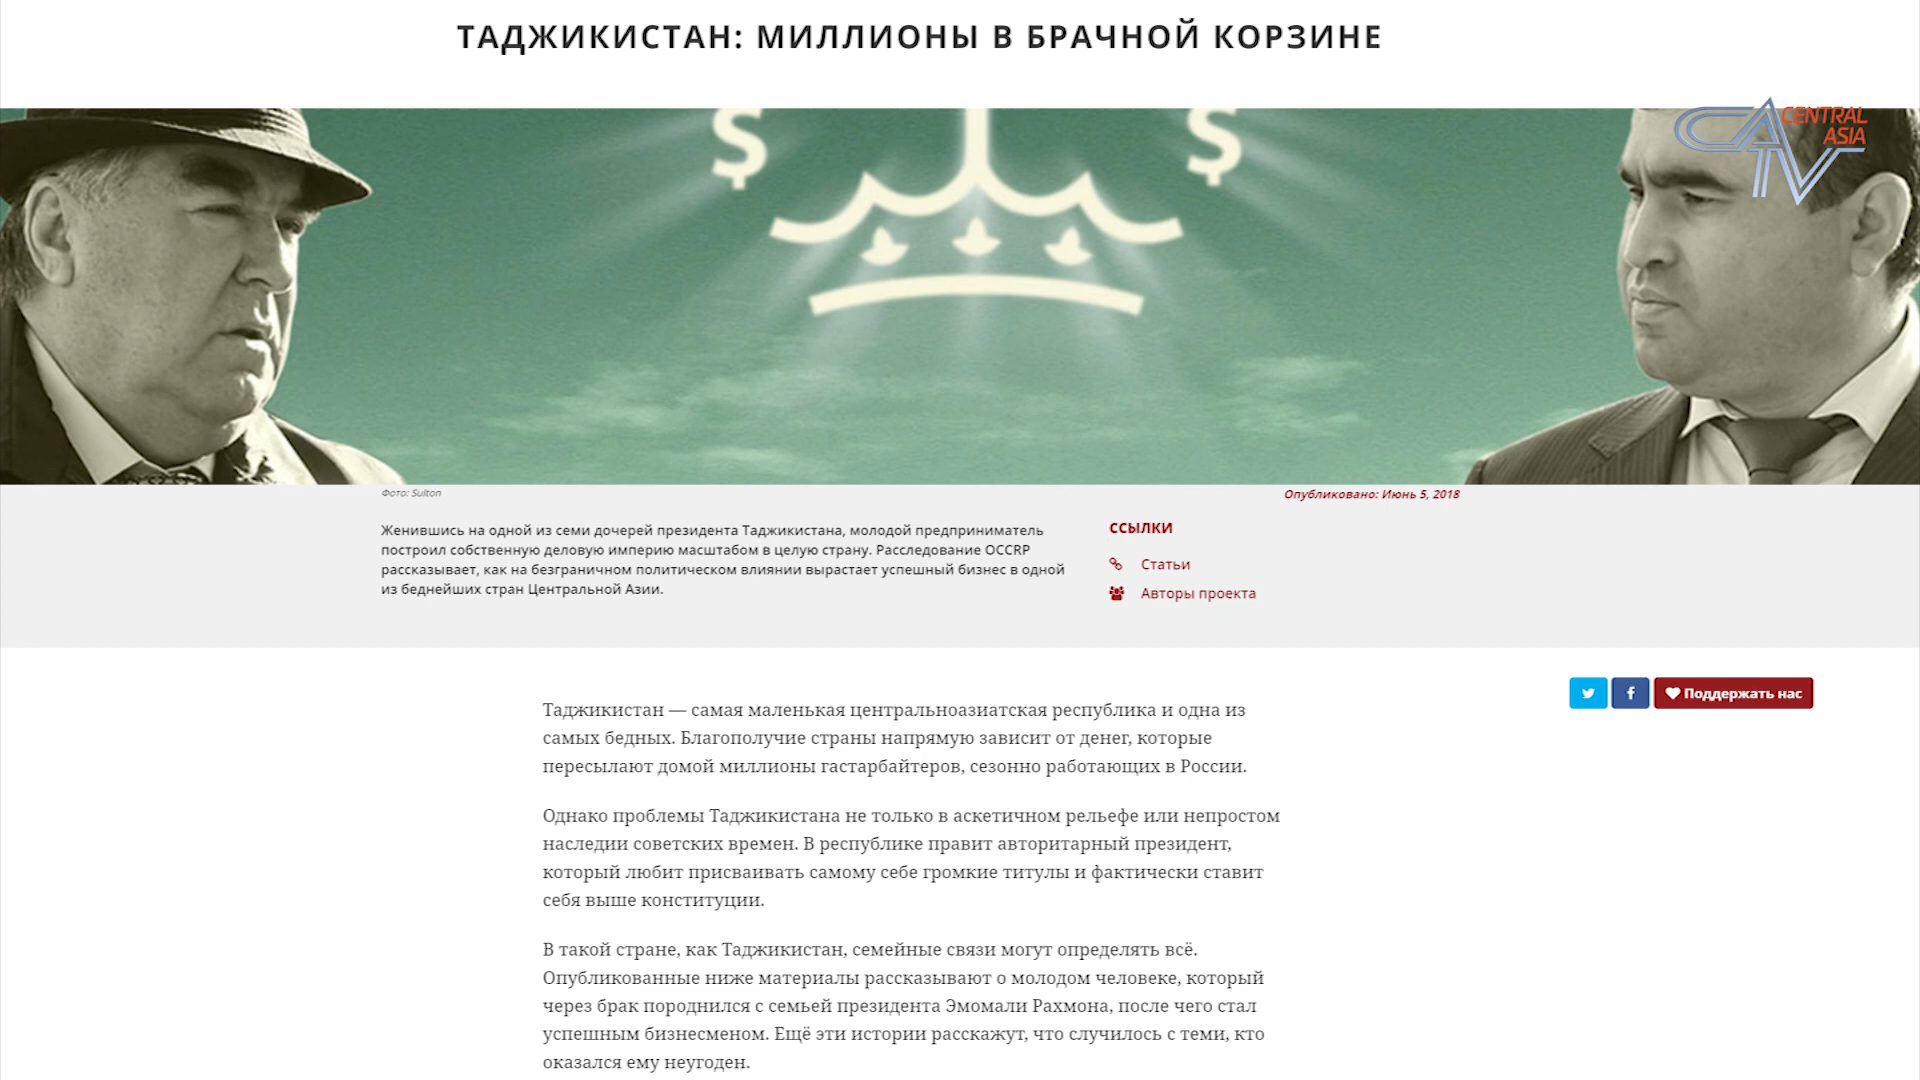 ТАДЖИКИСТАН: МИЛЛИОНЫ В БРАЧНОЙ КОРЗИНЕ
CATV
CENTRAL
ASIA
$ $
Фото: Sulton
Опубликовано: Июнь 5, 2018
Женившись на одной из семи дочерей президента Таджикистана, молодой предприниматель
построил собственную деловую империю масштабом в целую страну. Расследование OCCRP
рассказывает, как на безграничном политическом влиянии вырастает успешный бизнес в одной
из беднейших стран Центральной Азии.
ССЫЛКИ
Статьи
Авторы проекта
Поддержать нас
Таджикистан — самая маленькая центральноазиатская республика и одна из
самых бедных. Благополучие страны напрямую зависит от денег, которые
пересылают домой миллионы гастарбайтеров, сезонно работающих в России.
Однако проблемы Таджикистана не только в аскетичном рельефе или непростом
наследии советских времен. В республике правит авторитарный президент,
который любит присваивать самому себе громкие титулы и фактически ставит
себя выше конституции.
В такой стране, как Таджикистан, семейные связи могут определять всё.
Опубликованные ниже материалы рассказывают о молодом человеке, который
через брак породнился с семьей президента Эмомали Рахмона, после чего стал
успешным бизнесменом. Ещё эти истории расскажут, что случилось с теми, кто
оказался ему неугоден.